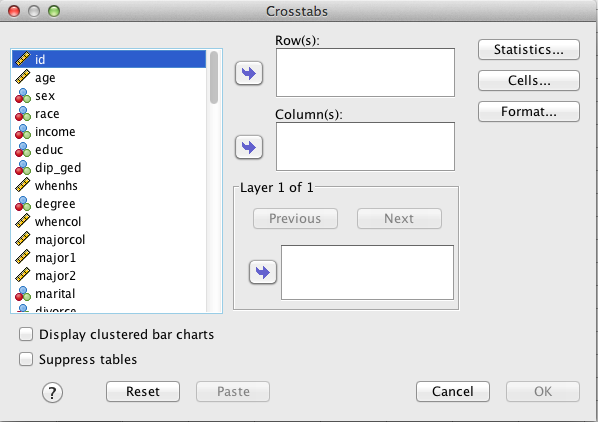 Crosstabs
id
age
sex
race
income
educ
dip_ged
whenhs
degree
whencol
majorcol
major1
major2
marital
divorce
Row(s):
Column(s):
Layer 1 of 1
Previous
Next
Statistics...
Cells...
Format...
Display clustered bar charts
Suppress tables
?
Reset
Paste
Cancel
OK